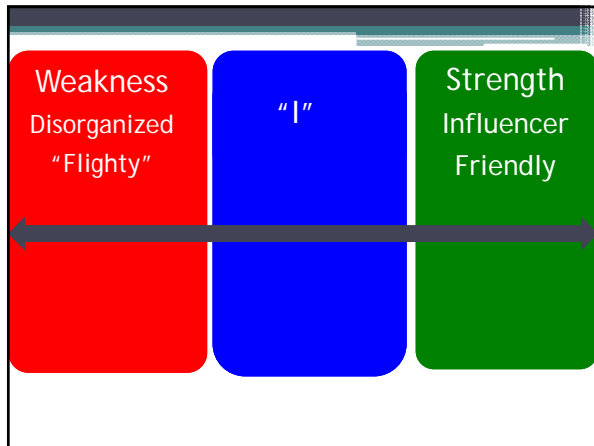 Weakness
Disorganized
“Flighty”
“I”
Strength
Influencer
Friendly